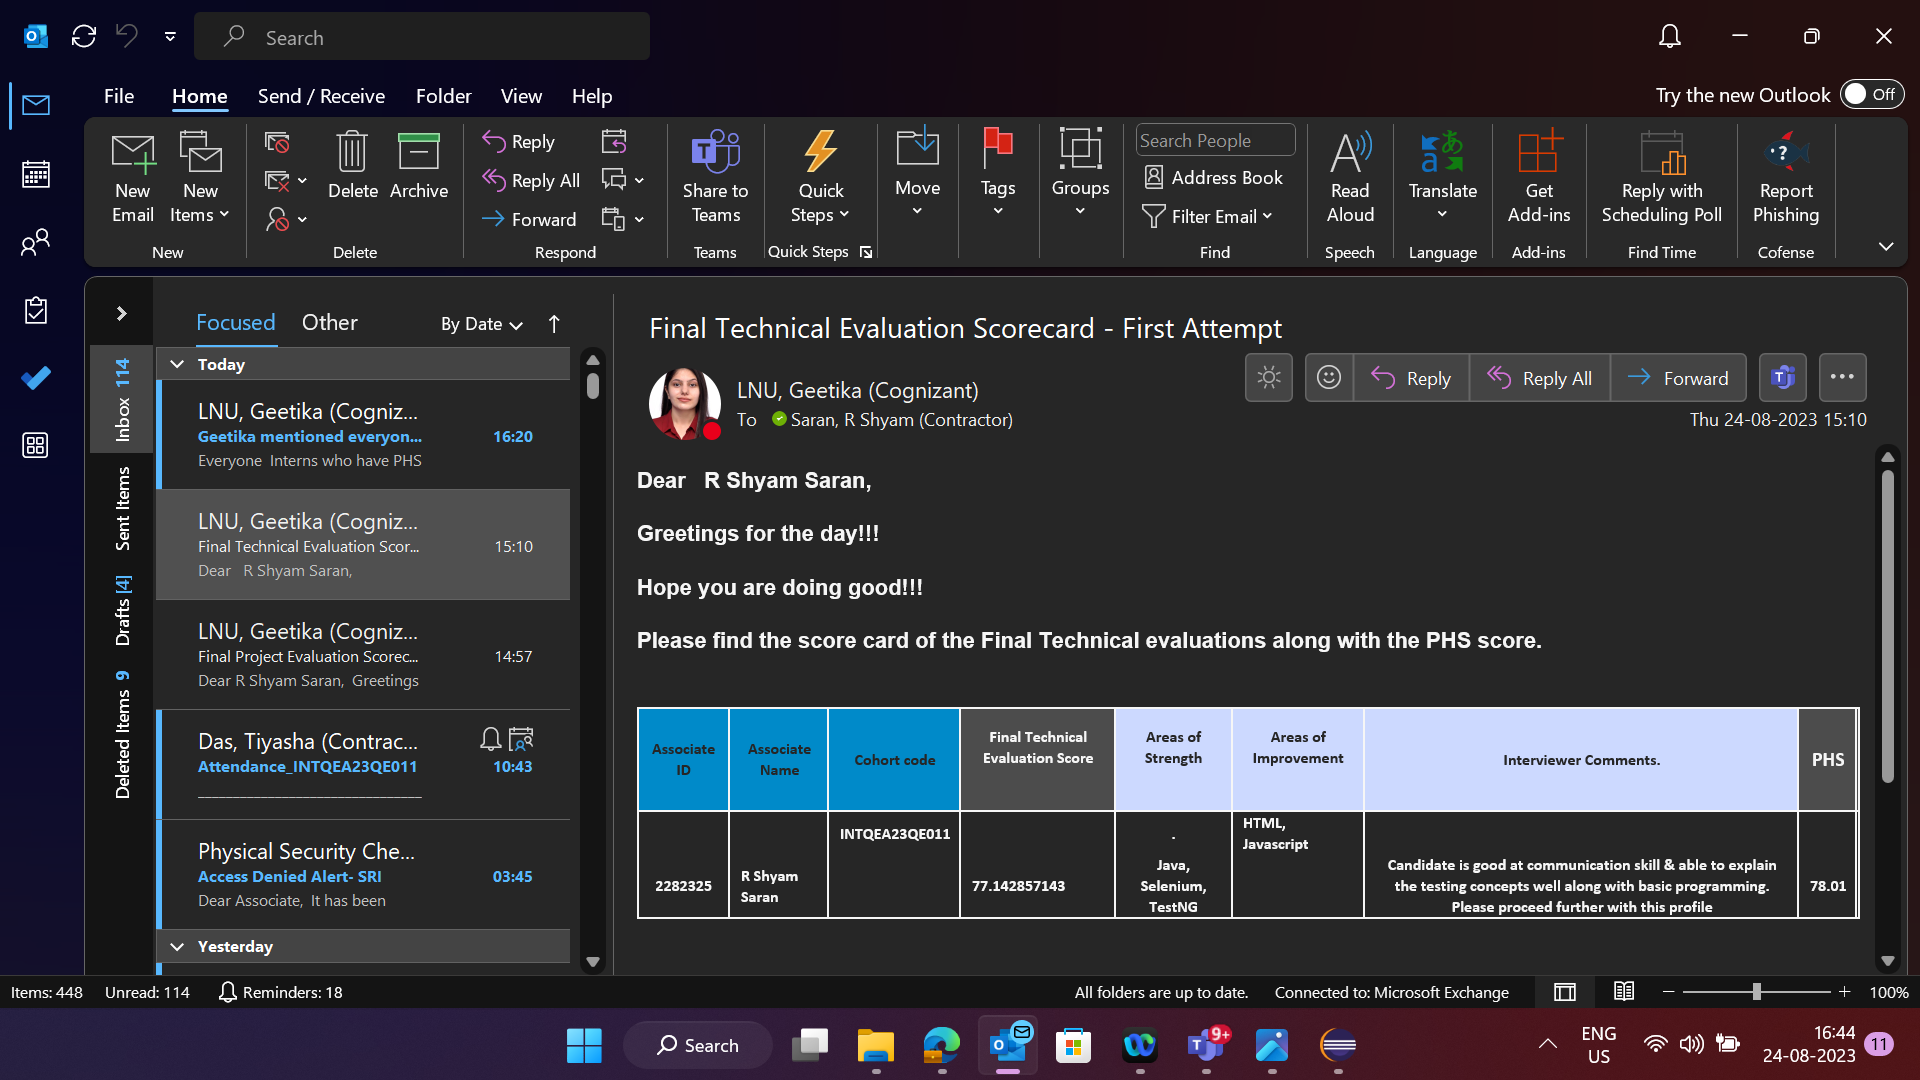 Search
File Home Send / Receive Folder View Help
Try the new Outlook Off
New Email
New Items
New
Delete
Archive
Delete
Reply
Reply All
Forward
Respond
Share to Teams
Teams
Quick Steps
Quick Steps
Move
Tags
Groups
Search People
Address Book
Filter Email
Find
Read Aloud
Speech
Translate
Language
Get Add-ins
Add-ins
Reply with Scheduling Poll
Find Time
Report Phishing
Cofense
Inbox 114
Sent Items
Drafts [4]
Deleted Items 9
Focused Other By Date
Today
LNU, Geetika (Cogniz...
Geetika mentioned everyon... 16:20
Everyone Interns who have PHS
LNU, Geetika (Cogniz...
Final Technical Evaluation Scor... 15:10
Dear R Shyam Saran,
LNU, Geetika (Cogniz...
Final Project Evaluation Scorec... 14:57
Dear R Shyam Saran, Greetings
Das, Tiyasha (Contrac...
Attendance_INTQEA23QE011 10:43
Physical Security Che...
Access Denied Alert- SRI 03:45
Dear Associate, It has been
Yesterday
Final Technical Evaluation Scorecard - First Attempt
LNU, Geetika (Cognizant)
To Saran, R Shyam (Contractor)
Reply Reply All Forward
Thu 24-08-2023 15:10
Dear R Shyam Saran,
Greetings for the day!!!
Hope you are doing good!!!
Please find the score card of the Final Technical evaluations along with the PHS score.
Associate ID
Associate Name
Cohort code
Final Technical Evaluation Score
Areas of Strength
Areas of Improvement
Interviewer Comments.
PHS
2282325
R Shyam Saran
INTQEA23QE011
77.142857143
.
Java,
Selenium,
TestNG
HTML,
Javascript
Candidate is good at communication skill & able to explain
the testing concepts well along with basic programming.
Please proceed further with this profile
78.01
Items: 448 Unread: 114 Reminders: 18
All folders are up to date. Connected to: Microsoft Exchange 100%
Search
9+
ENG
US
16:44
24-08-2023
11